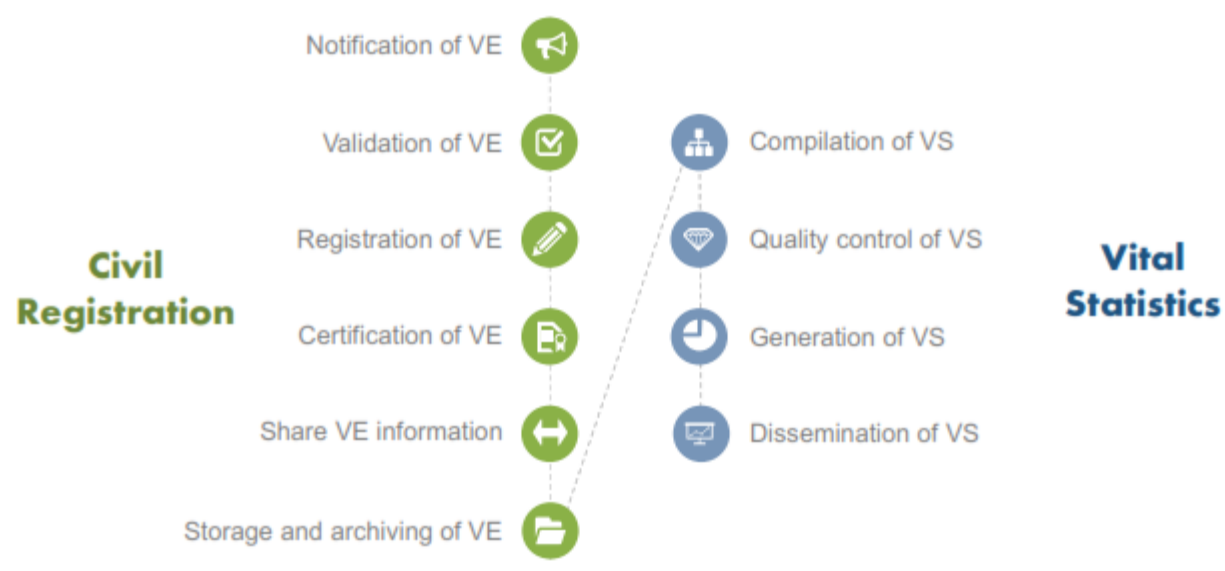 Notification of VE
Validation of VE
Registration of VE
Certification of VE
Share VE information
Storage and archiving of VE
Civil
Registration
Compilation of VS
Quality control of VS
Generation of VS
Dissemination of VS
Vital
Statistics